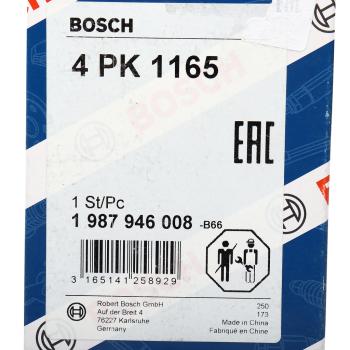 BOSCH
4 PK 1165
EAC
1 St/Pc
1 987 946 008 -B66
3 165141 258929
Robert Bosch GmbH
Auf der Breit 4
76227 Karlsruhe
Germany
250
173
Made in China
Fabriqué en Chine